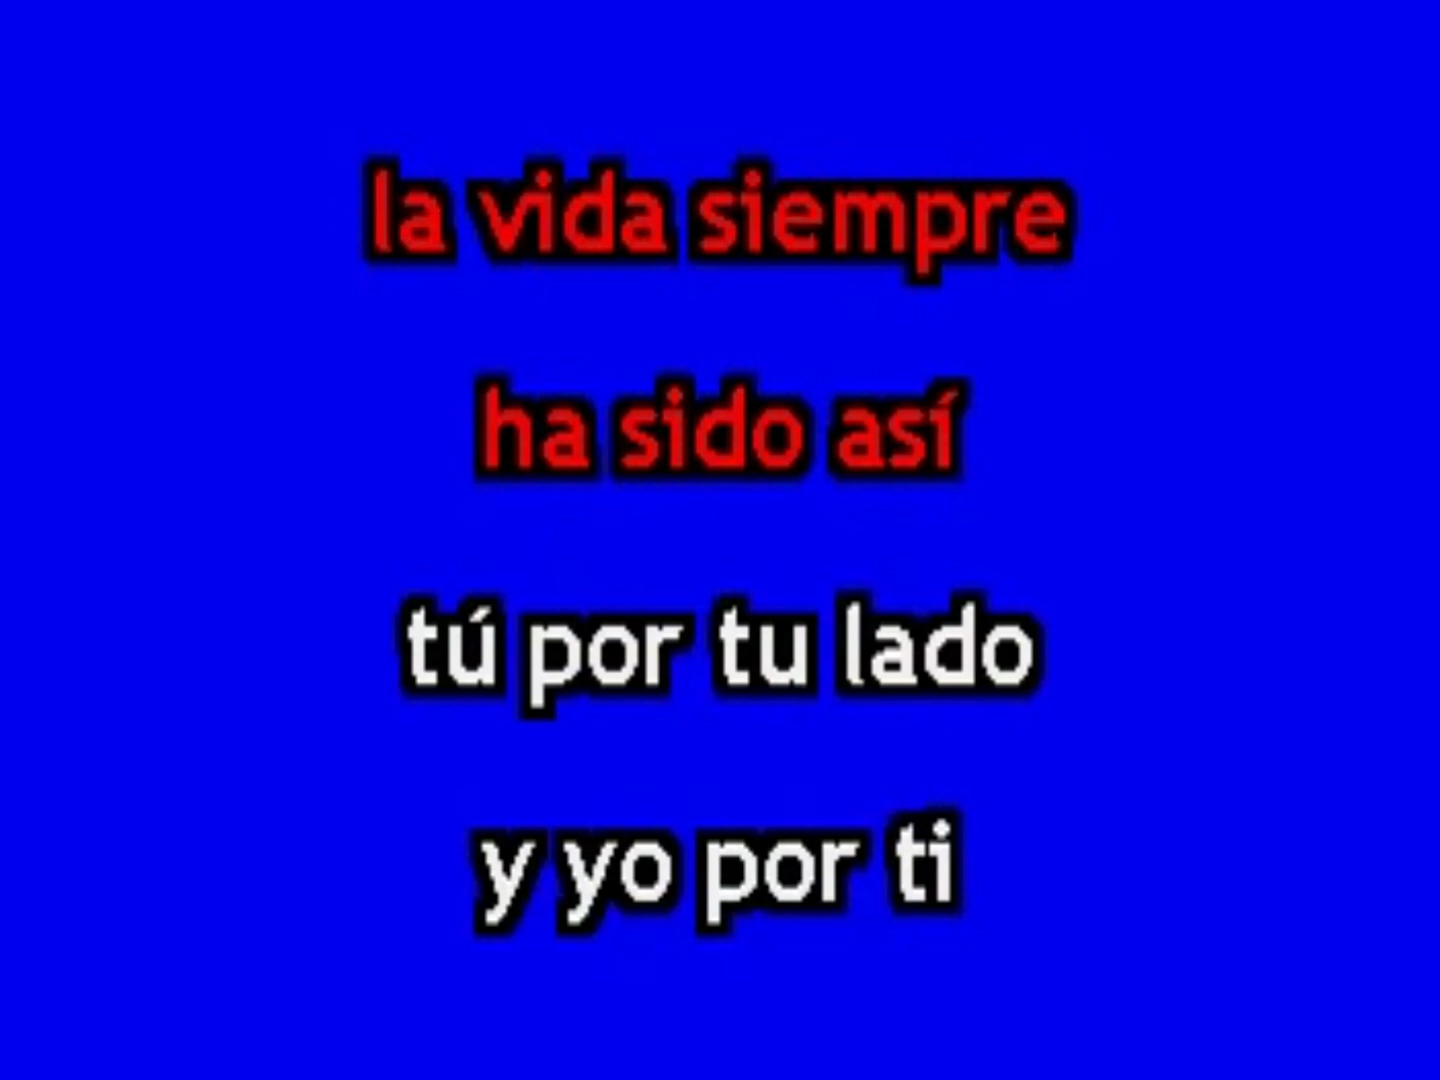 la vida siempre
ha sido así
tú por tu lado
y yo por ti